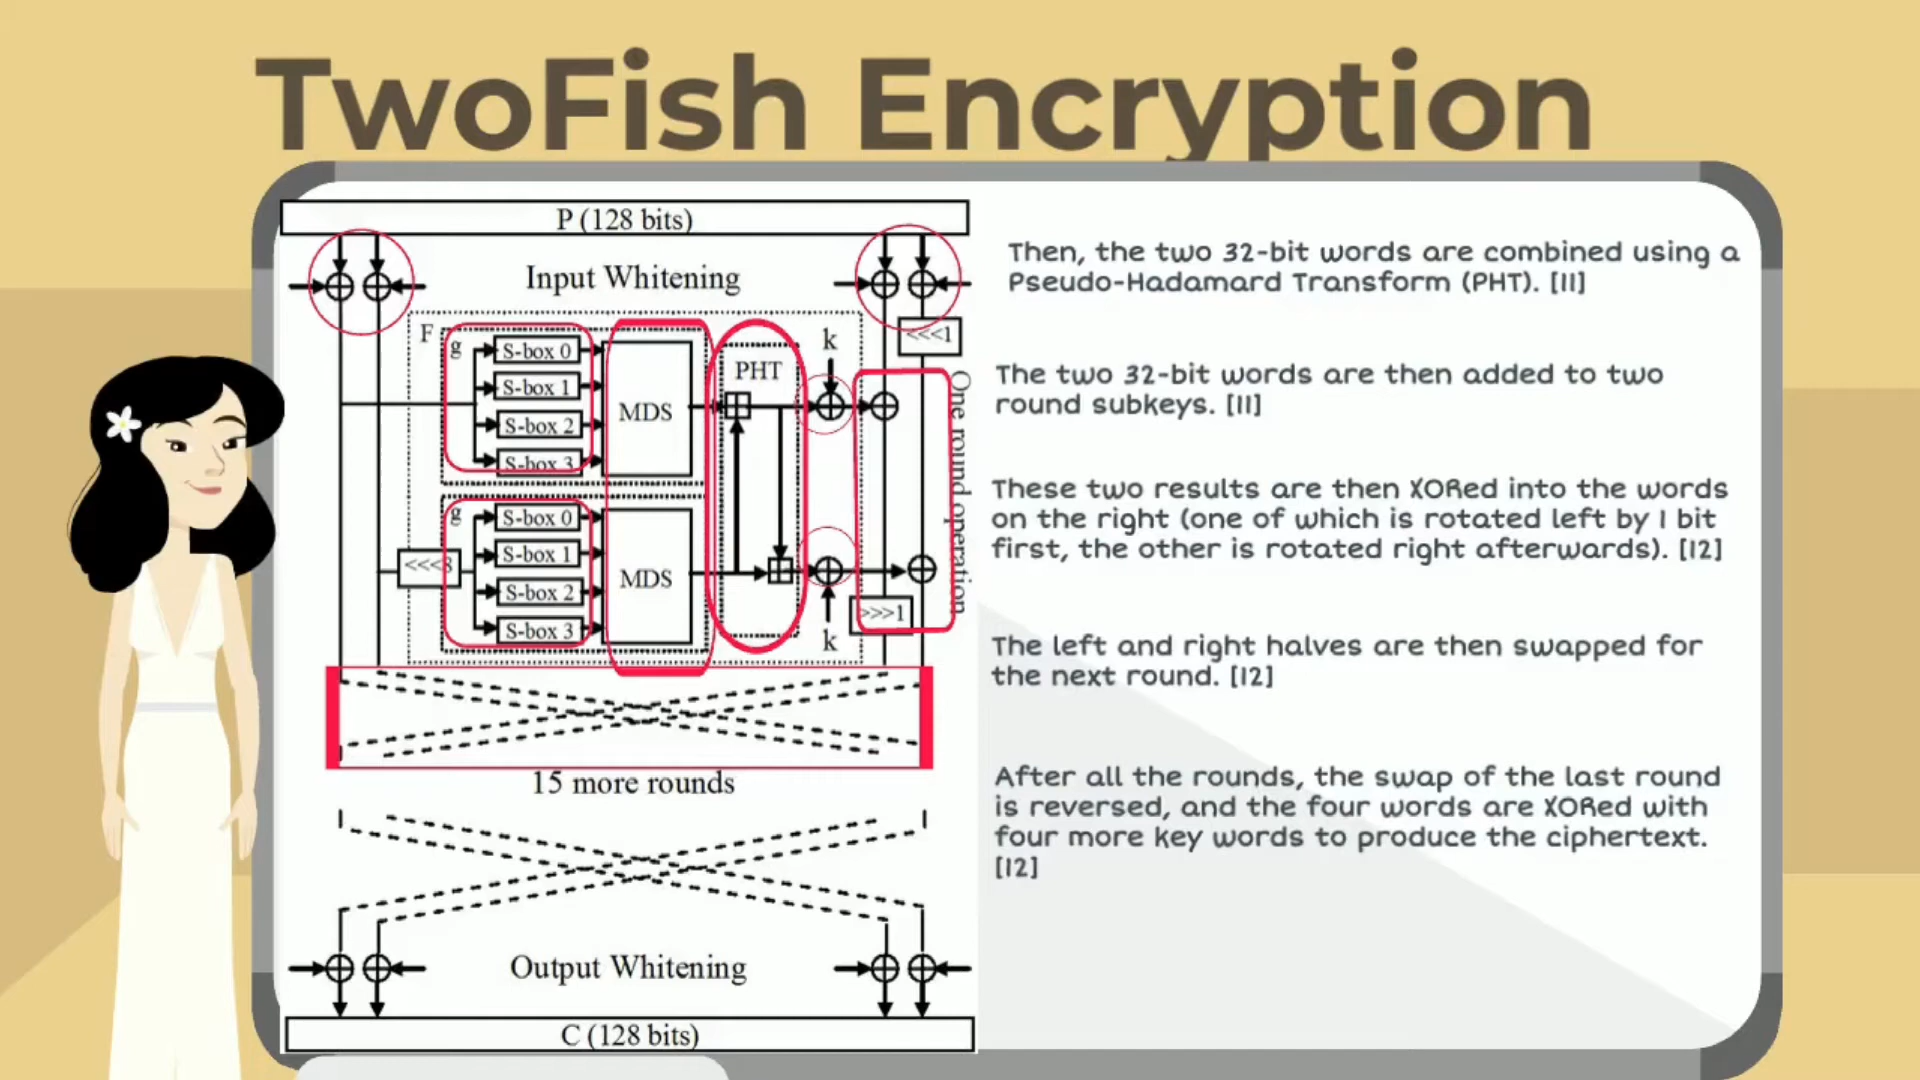 TwoFish Encryption
P (128 bits)
Input Whitening
<<<1
F
g
S-box 0
S-box 1
S-box 2
S-box 3
MDS
PHT
k
One round operation
<<<8
g
S-box 0
S-box 1
S-box 2
S-box 3
MDS
k
>>>1
15 more rounds
Output Whitening
C (128 bits)
Then, the two 32-bit words are combined using a
Pseudo-Hadamard Transform (PHT). [11]
The two 32-bit words are then added to two
round subkeys. [11]
These two results are then XORed into the words
on the right (one of which is rotated left by 1 bit
first, the other is rotated right afterwards). [12]
The left and right halves are then swapped for
the next round. [12]
After all the rounds, the swap of the last round
is reversed, and the four words are XORed with
four more key words to produce the ciphertext.
[12]